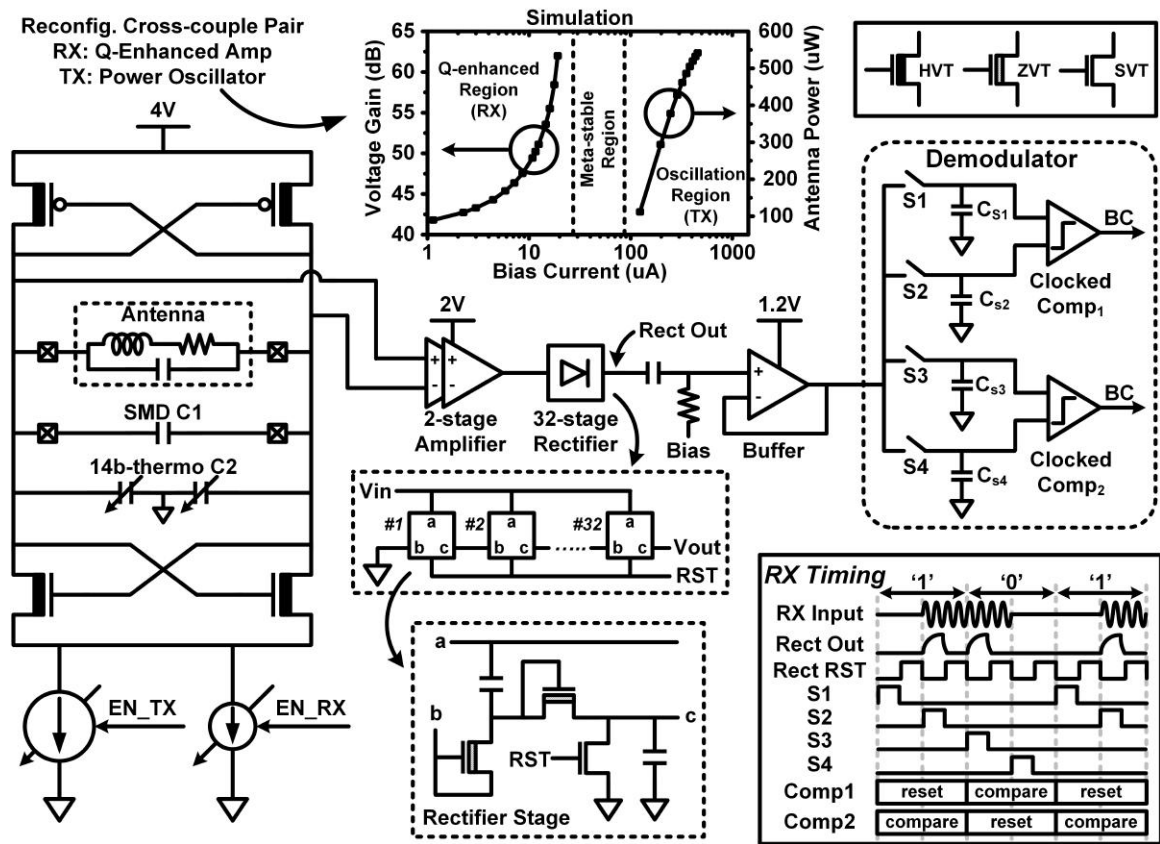 Reconfig. Cross-couple Pair
RX: Q-Enhanced Amp
TX: Power Oscillator
4V
Simulation
Voltage Gain (dB)
65
60
55
50
45
40
Q-enhanced
Region
(RX)
Meta-stable
Region
Oscillation
Region
(TX)
600
500
400
300
200
100
Antenna Power (uW)
1
10
100
1000
Bias Current (uA)
HVT
ZVT
SVT
Antenna
SMD C1
14b-thermo C2
EN_TX
EN_RX
2V
+
+
-
-
2-stage
Amplifier
32-stage
Rectifier
Rect Out
Bias
1.2V
+
-
Buffer
Demodulator
S1
CS1
BC
S2
Cs2
Clocked
Comp1
S3
Cs3
BC
S4
Cs4
Clocked
Comp2
Vin
#1 a #2 a #32 a
b c b c ...... b c Vout
RST
a
b
c
RST
Rectifier Stage
RX Timing
‘1’ ‘0’ ‘1’
RX Input
Rect Out
Rect RST
S1
S2
S3
S4
Comp1 reset compare reset
Comp2 compare reset compare